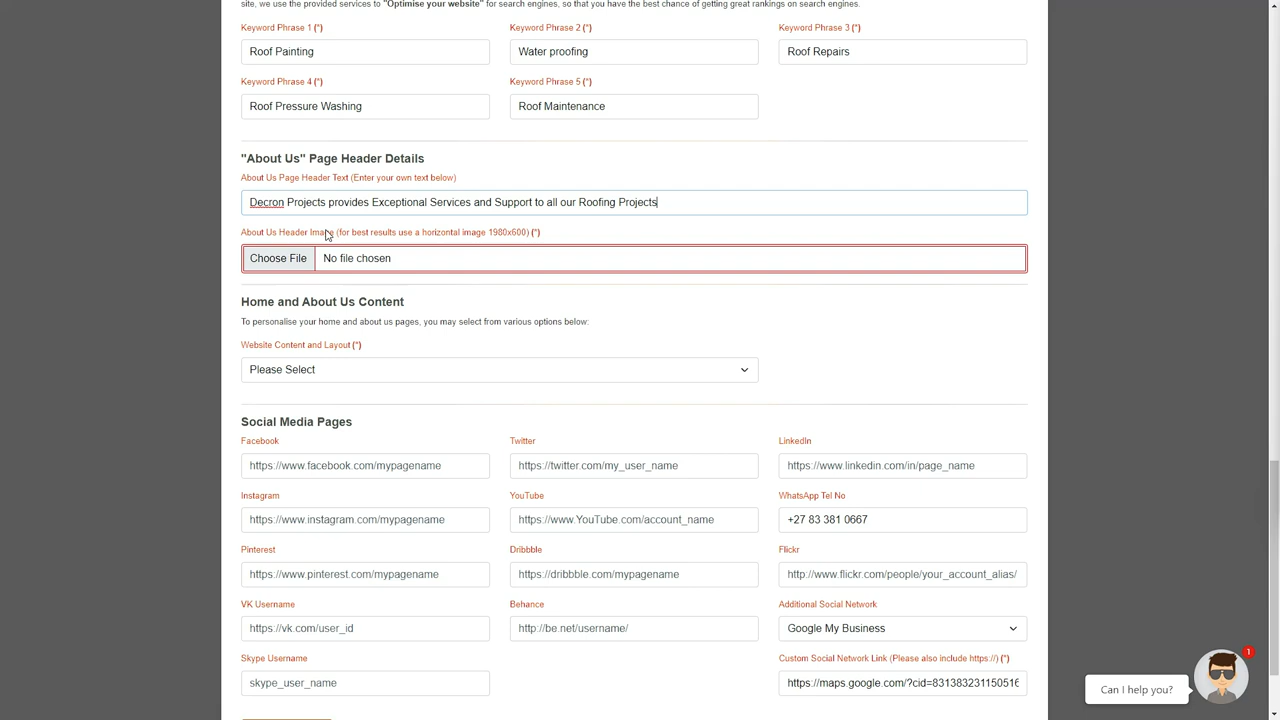 site, we use the provided services to "Optimise your website" for search engines, so that you have the best chance of getting great rankings on search engines.
Keyword Phrase 1 (*) Keyword Phrase 2 (*) Keyword Phrase 3 (*)
Roof Painting Water proofing Roof Repairs
Keyword Phrase 4 (*) Keyword Phrase 5 (*)
Roof Pressure Washing Roof Maintenance
"About Us" Page Header Details
About Us Page Header Text (Enter your own text below)
Decron Projects provides Exceptional Services and Support to all our Roofing Projects
About Us Header Image (for best results use a horizontal image 1980x600) (*)
Choose File No file chosen
Home and About Us Content
To personalise your home and about us pages, you may select from various options below:
Website Content and Layout (*)
Please Select
Social Media Pages
Facebook Twitter LinkedIn
https://www.facebook.com/mypagename https://twitter.com/my_user_name https://www.linkedin.com/in/page_name
Instagram YouTube WhatsApp Tel No
https://www.instagram.com/mypagename https://www.YouTube.com/account_name +27 83 381 0667
Pinterest Dribbble Flickr
https://www.pinterest.com/mypagename https://dribbble.com/mypagename http://www.flickr.com/people/your_account_alias/
VK Username Behance Additional Social Network
https://vk.com/user_id http://be.net/username/ Google My Business
Skype Username Custom Social Network Link (Please also include https://) (*)
skype_user_name https://maps.google.com/?cid=831383231150516
Can I help you?
1